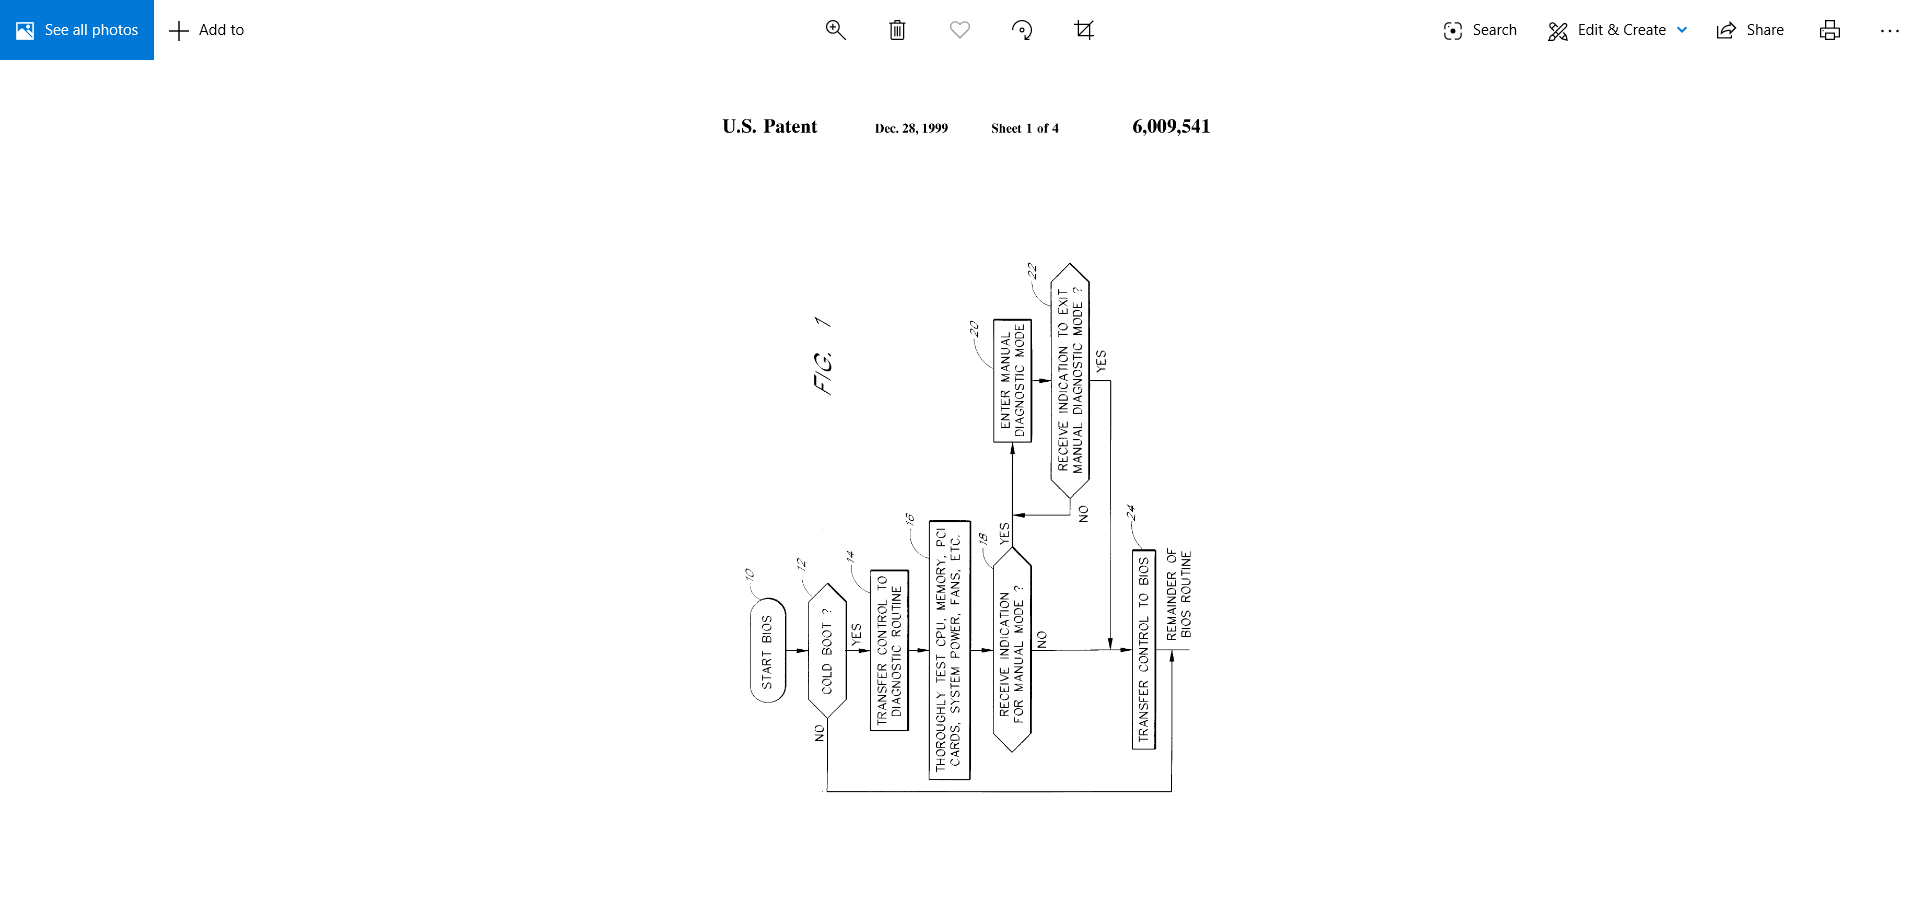 See all photos
Add to
Search
Edit & Create
Share
U.S. Patent Dec. 28, 1999 Sheet 1 of 4 6,009,541
FIG. 1
10
START BIOS
12
COLD BOOT ?
NO
YES
14
TRANSFER CONTROL TO
DIAGNOSTIC ROUTINE
16
THOROUGHLY TEST CPU, MEMORY, PCI
CARDS, SYSTEM POWER, FANS, ETC.
18
RECEIVE INDICATION
FOR MANUAL MODE ?
YES
NO
20
ENTER MANUAL
DIAGNOSTIC MODE
22
RECEIVE INDICATION TO EXIT
MANUAL DIAGNOSTIC MODE ?
NO
YES
24
TRANSFER CONTROL TO BIOS
REMAINDER OF
BIOS ROUTINE